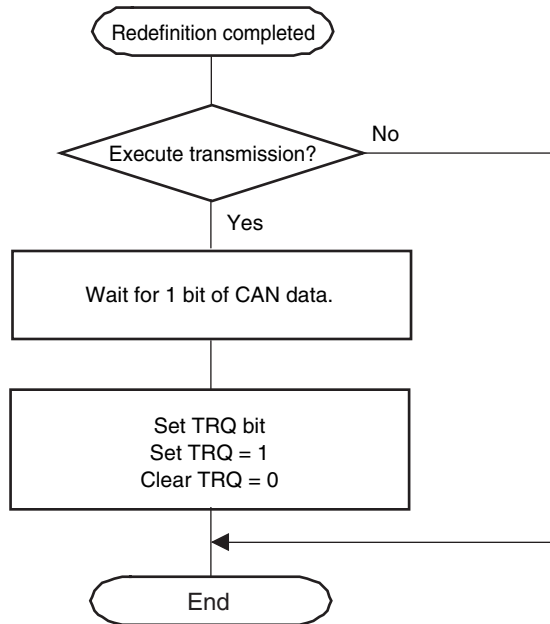 Redefinition completed
Execute transmission?
No
Yes
Wait for 1 bit of CAN data.
Set TRQ bit
Set TRQ = 1
Clear TRQ = 0
End